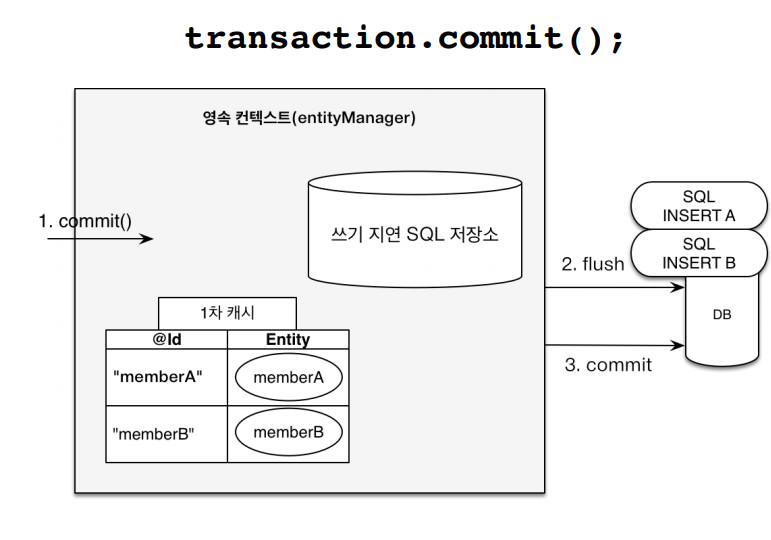 transaction.commit();
영속 컨텍스트(entityManager)
1. commit()
쓰기 지연 SQL 저장소
SQL
INSERT A
SQL
INSERT B
2. flush
DB
3. commit
1차 캐시
@Id Entity
"memberA" memberA
"memberB" memberB